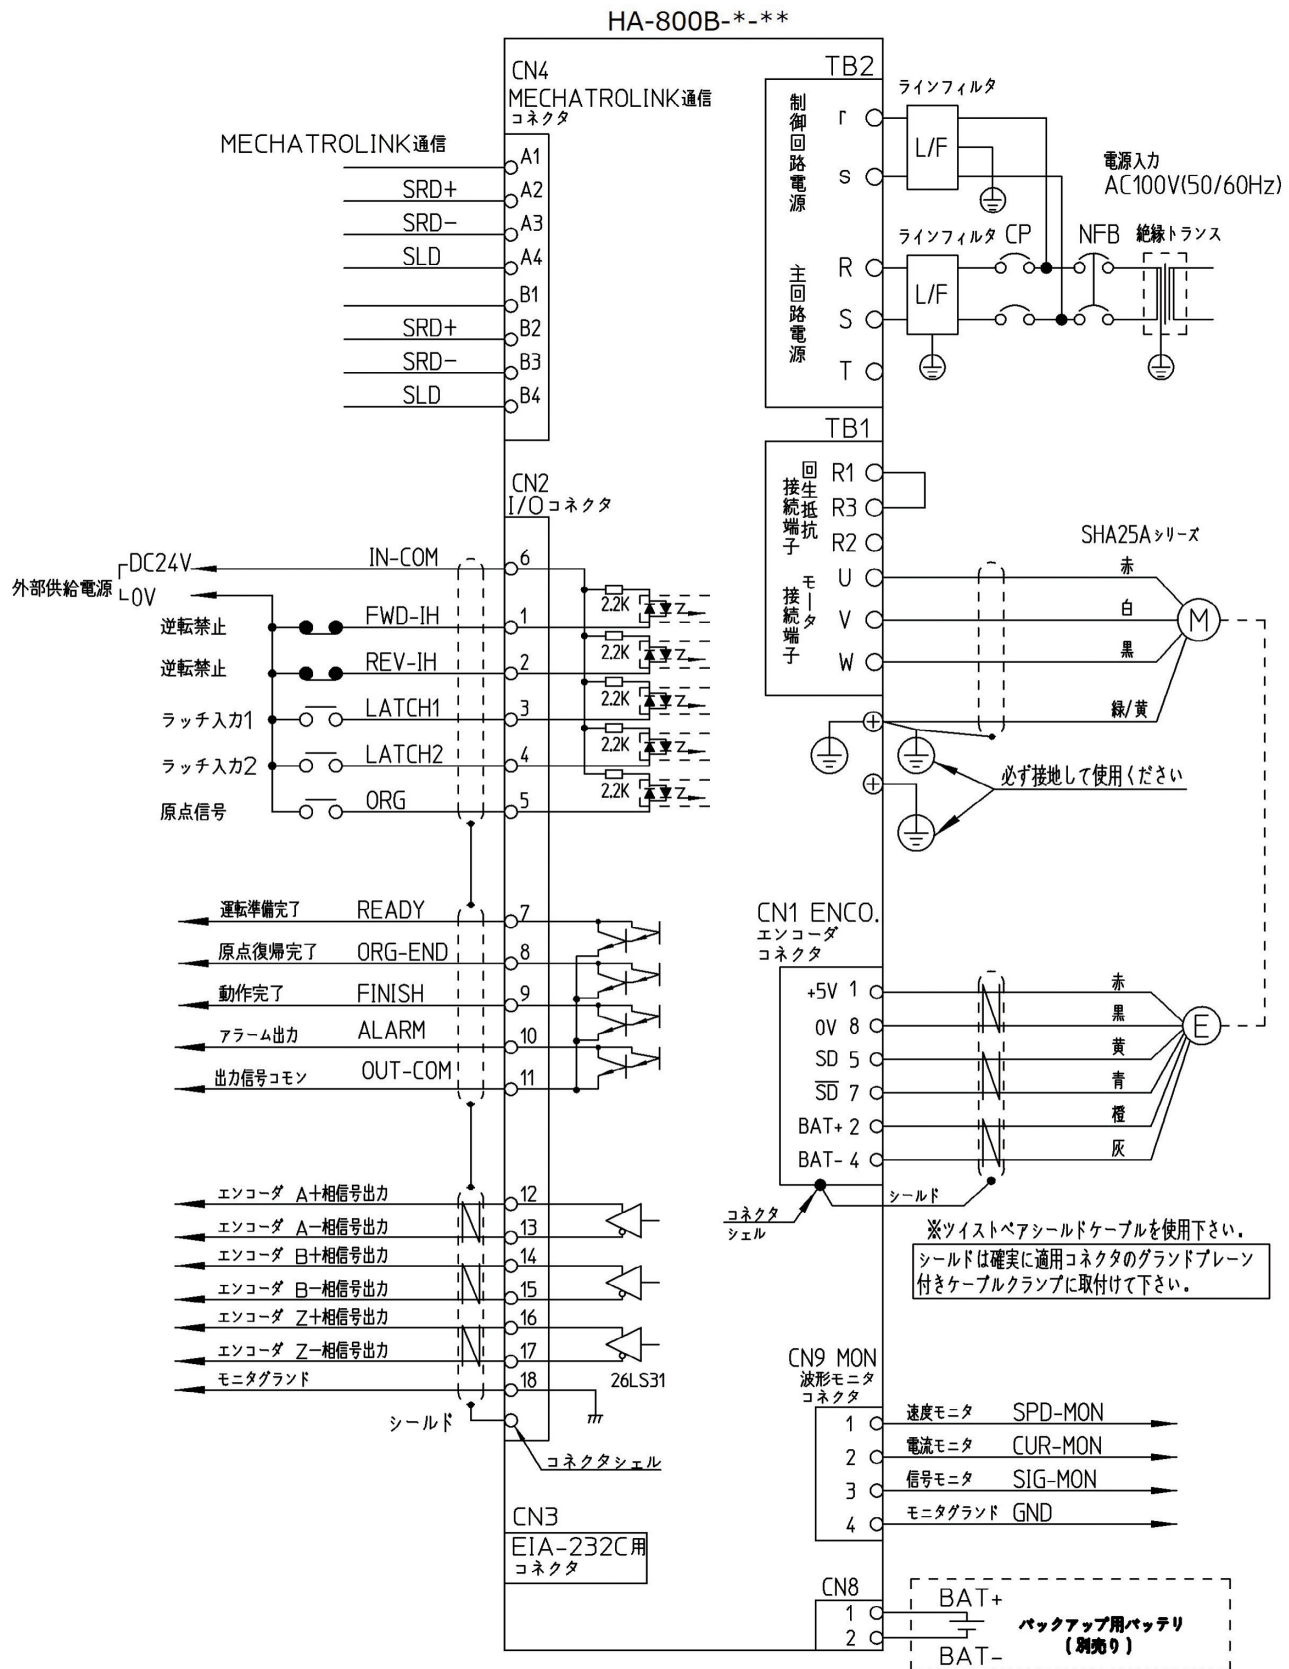 HA-800B-*-**
CN4
MECHATROLINK通信
コネクタ
MECHATROLINK通信
A1
SRD+ A2
SRD- A3
SLD A4
B1
SRD+ B2
SRD- B3
SLD B4
TB2
制御回路電源
r
s
主回路電源
R
S
T
ラインフィルタ
L/F
電源入力
AC100V(50/60Hz)
ラインフィルタ CP NFB 絶縁トランス
L/F
TB1
回生抵抗
接続端子
R1
R3
R2
モータ
接続端子
U
V
W
SHA25Aシリーズ
赤
白
黒
緑/黄
M
必ず接地して使用ください
CN2
I/Oコネクタ
外部供給電源
DC24V
0V
IN-COM 6
逆転禁止 FWD-IH 1
逆転禁止 REV-IH 2
ラッチ入力1 LATCH1 3
ラッチ入力2 LATCH2 4
原点信号 ORG 5
2.2K
2.2K
2.2K
2.2K
2.2K
運転準備完了 READY 7
原点復帰完了 ORG-END 8
動作完了 FINISH 9
アラーム出力 ALARM 10
出力信号コモン OUT-COM 11
エンコーダ A+相信号出力 12
エンコーダ A-相信号出力 13
エンコーダ B+相信号出力 14
エンコーダ B-相信号出力 15
エンコーダ Z+相信号出力 16
エンコーダ Z-相信号出力 17
モニタグランド 18
26LS31
シールド
コネクタシェル
CN1 ENCO.
エンコーダ
コネクタ
+5V 1 赤
0V 8 黒
SD 5 黄
S̅D̅ 7 青
BAT+ 2 橙
BAT- 4 灰
E
コネクタ
シェル
シールド
※ツイストペアシールドケーブルを使用下さい.
シールドは確実に適用コネクタのグランドプレーン
付きケーブルクランプに取付けて下さい.
CN9 MON
波形モニタ
コネクタ
1 速度モニタ SPD-MON
2 電流モニタ CUR-MON
3 信号モニタ SIG-MON
4 モニタグランド GND
CN3
EIA-232C用
コネクタ
CN8
1
2
BAT+
バックアップ用バッテリ
(別売り)
BAT-